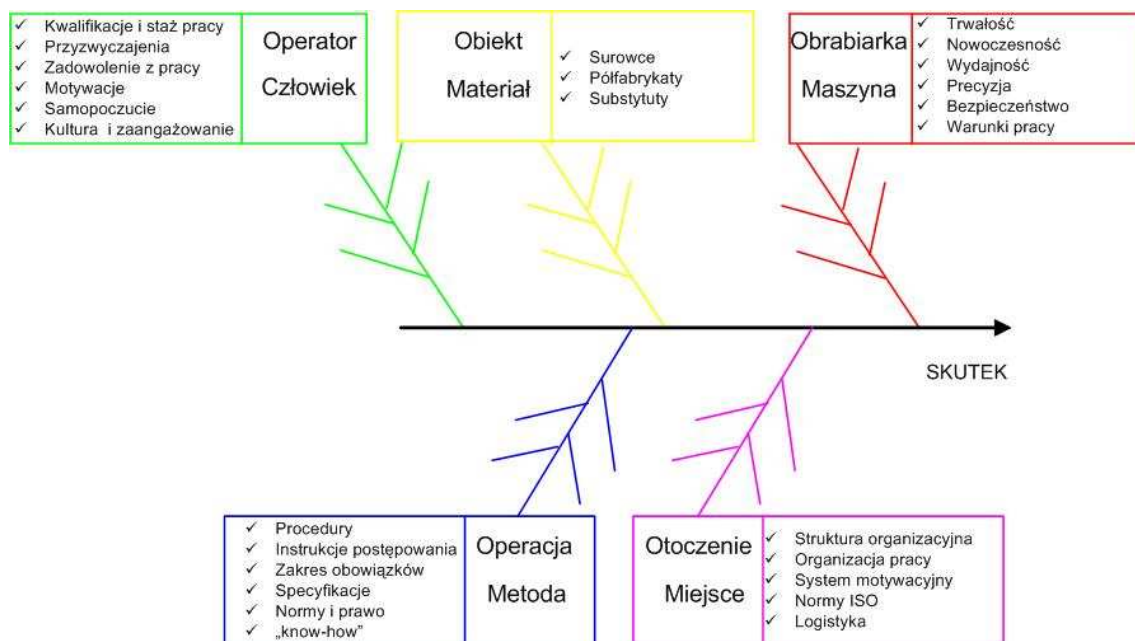 Kwalifikacje i staż pracy
Przyzwyczajenia
Zadowolenie z pracy
Motywacje
Samopoczucie
Kultura i zaangażowanie
Operator
Człowiek
Obiekt
Materiał
Surowce
Półfabrykaty
Substytuty
Obrabiarka
Maszyna
Trwałość
Nowoczesność
Wydajność
Precyzja
Bezpieczeństwo
Warunki pracy
SKUTEK
Procedury
Instrukcje postępowania
Zakres obowiązków
Specyfikacje
Normy i prawo
„know-how”
Operacja
Metoda
Otoczenie
Miejsce
Struktura organizacyjna
Organizacja pracy
System motywacyjny
Normy ISO
Logistyka